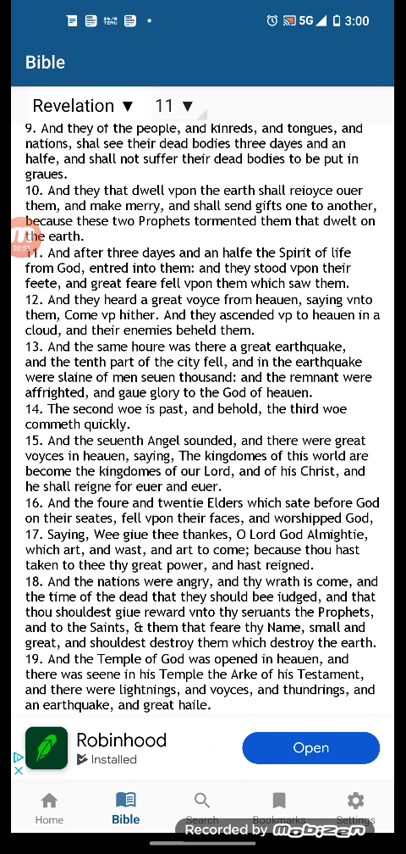 5G 3:00
Bible
Revelation ▼ 11 ▼
9. And they of the people, and kinreds, and tongues, and
nations, shal see their dead bodies three dayes and an
halfe, and shall not suffer their dead bodies to be put in
graues.
10. And they that dwell vpon the earth shall reioyce ouer
them, and make merry, and shall send gifts one to another,
because these two Prophets tormented them that dwelt on
the earth.
11. And after three dayes and an halfe the Spirit of life
from God, entred into them: and they stood vpon their
feete, and great feare fell vpon them which saw them.
12. And they heard a great voyce from heauen, saying vnto
them, Come vp hither. And they ascended vp to heauen in a
cloud, and their enemies beheld them.
13. And the same houre was there a great earthquake,
and the tenth part of the city fell, and in the earthquake
were slaine of men seuen thousand: and the remnant were
affrighted, and gaue glory to the God of heauen.
14. The second woe is past, and behold, the third woe
commeth quickly.
15. And the seuenth Angel sounded, and there were great
voyces in heauen, saying, The kingdomes of this world are
become the kingdomes of our Lord, and of his Christ, and
he shall reigne for euer and euer.
16. And the foure and twentie Elders which sate before God
on their seates, fell vpon their faces, and worshipped God,
17. Saying, Wee giue thee thankes, O Lord God Almightie,
which art, and wast, and art to come; because thou hast
taken to thee thy great power, and hast reigned.
18. And the nations were angry, and thy wrath is come, and
the time of the dead that they should bee iudged, and that
thou shouldest giue reward vnto thy seruants the Prophets,
and to the Saints, & them that feare thy Name, small and
great, and shouldest destroy them which destroy the earth.
19. And the Temple of God was opened in heauen, and
there was seene in his Temple the Arke of his Testament,
and there were lightnings, and voyces, and thundrings, and
an earthquake, and great haile.
Robinhood
Installed
Open
Home Bible Search Bookmarks Settings
Recorded by mobizen